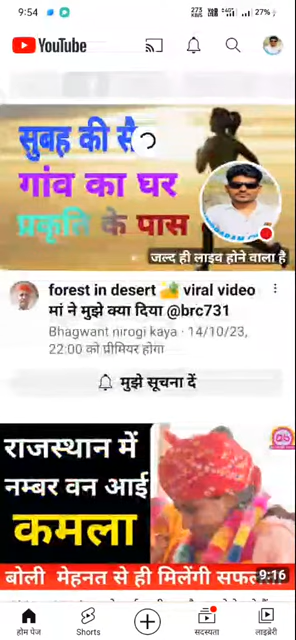 9:54
273 KB/S
27%
YouTube
सुबह की सै
गांव का घर
प्रकृति के पास
जल्द ही लाइव होने वाला है
forest in desert 🏜️ viral video
मां ने मुझे क्या दिया @brc731
Bhagwant nirogi kaya · 14/10/23,
22:00 को प्रीमियर होगा
मुझे सूचना दें
राजस्थान में
नम्बर वन आई
कमला
बोली मेहनत से ही मिलेंगी सफल
9:16
होम पेज
Shorts
सदस्यता
लाइब्रेरी